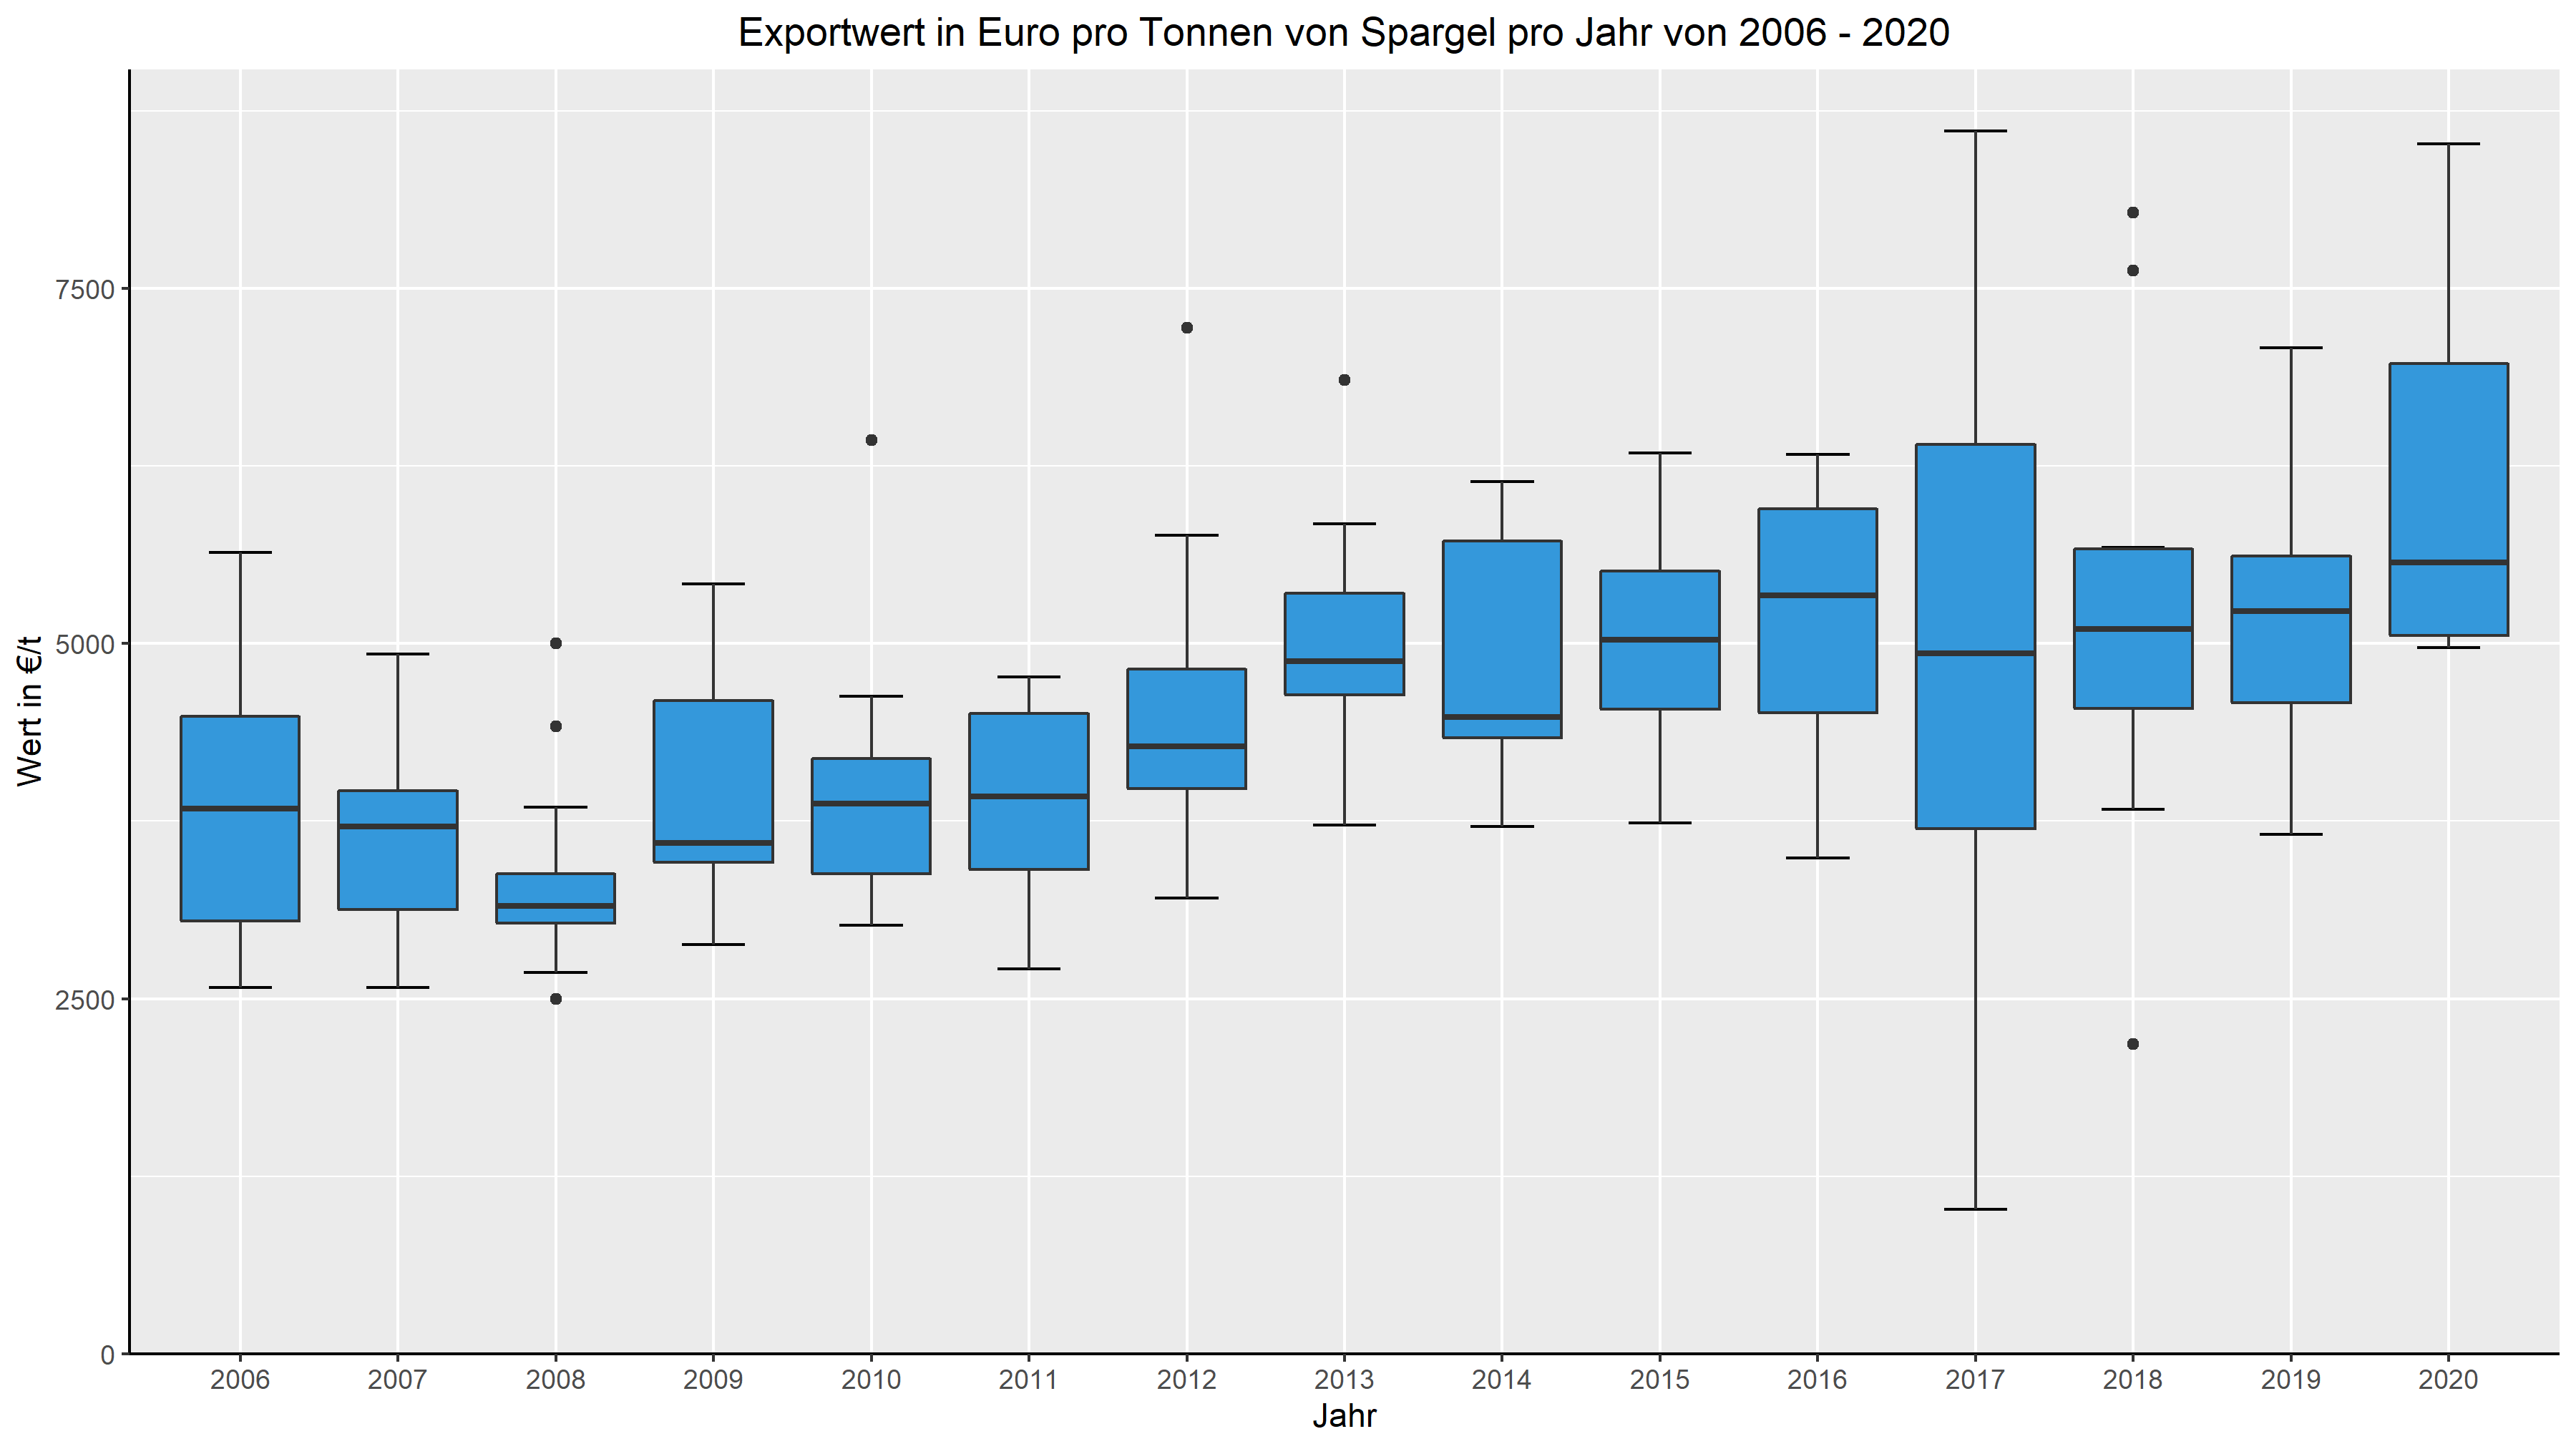 Exportwert in Euro pro Tonnen von Spargel pro Jahr von 2006 - 2020
Wert in €/t
7500
5000
2500
0
2006 2007 2008 2009 2010 2011 2012 2013 2014 2015 2016 2017 2018 2019 2020
Jahr